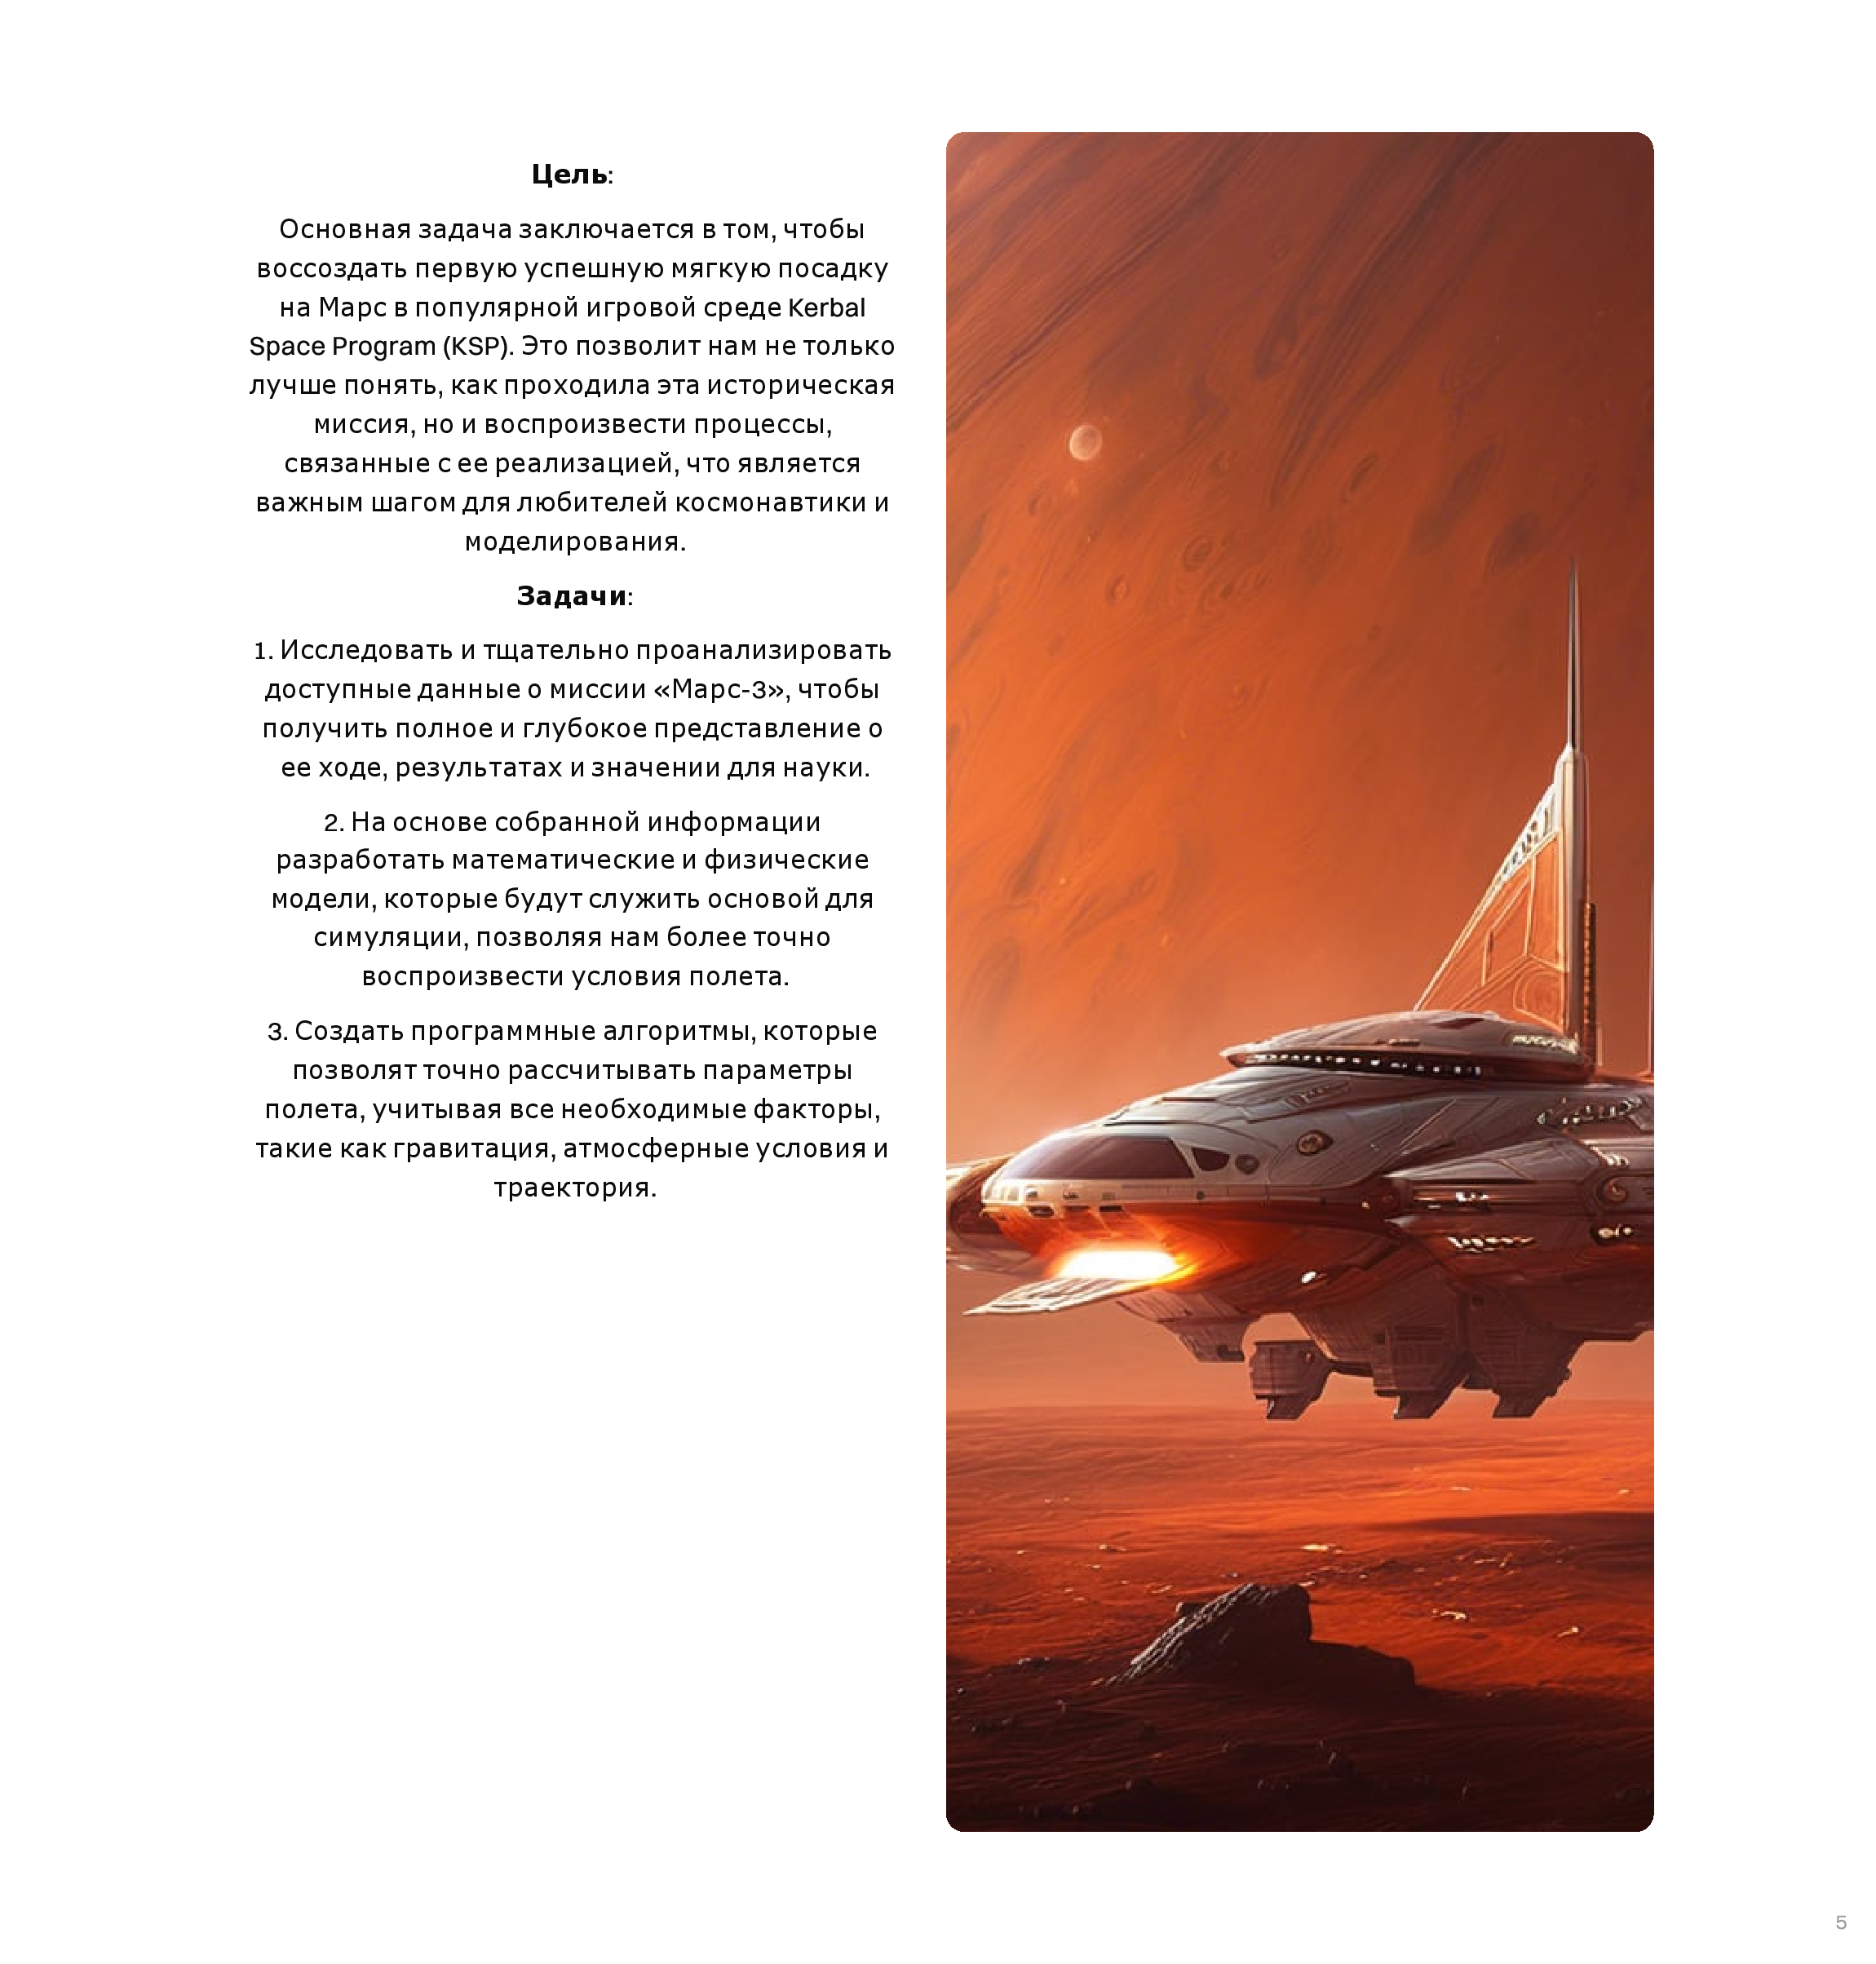 Цель:
Основная задача заключается в том, чтобы
воссоздать первую успешную мягкую посадку
на Марс в популярной игровой среде Kerbal
Space Program (KSP). Это позволит нам не только
лучше понять, как проходила эта историческая
миссия, но и воспроизвести процессы,
связанные с ее реализацией, что является
важным шагом для любителей космонавтики и
моделирования.
Задачи:
1. Исследовать и тщательно проанализировать
доступные данные о миссии «Марс-3», чтобы
получить полное и глубокое представление о
ее ходе, результатах и значении для науки.
2. На основе собранной информации
разработать математические и физические
модели, которые будут служить основой для
симуляции, позволяя нам более точно
воспроизвести условия полета.
3. Создать программные алгоритмы, которые
позволят точно рассчитывать параметры
полета, учитывая все необходимые факторы,
такие как гравитация, атмосферные условия и
траектория.
5